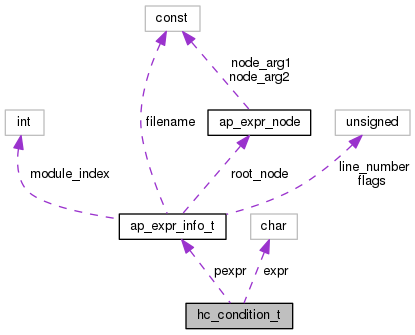 const
node_arg1
node_arg2
int
filename
ap_expr_node
unsigned
module_index
root_node
line_number
flags
ap_expr_info_t
char
pexpr
expr
hc_condition_t